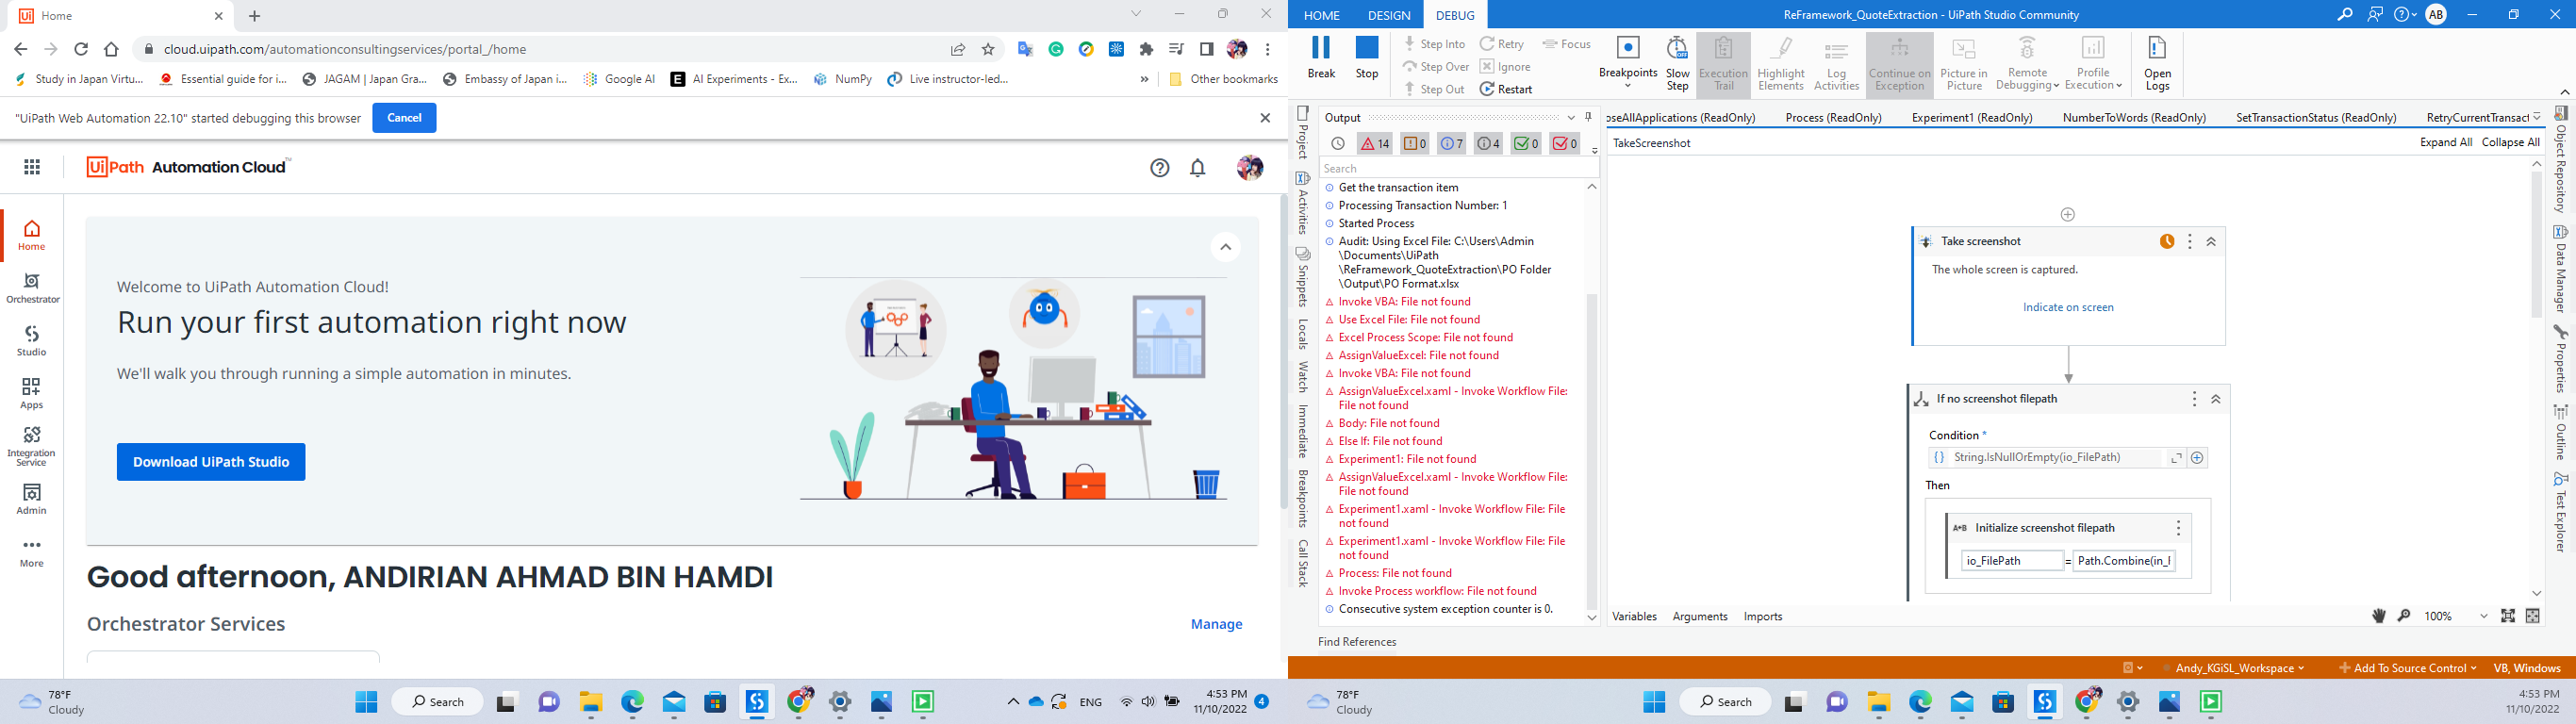 Home
cloud.uipath.com/automationconsultingservices/portal_/home
Study in Japan Virtu...
Essential guide for i...
JAGAM | Japan Gra...
Embassy of Japan i...
Google AI
AI Experiments - Ex...
NumPy
Live instructor-led...
»
Other bookmarks
"UiPath Web Automation 22.10" started debugging this browser
Cancel
UiPath Automation Cloud™
Home
Orchestrator
Studio
Apps
Integration
Service
Admin
More
Welcome to UiPath Automation Cloud!
Run your first automation right now
We'll walk you through running a simple automation in minutes.
Download UiPath Studio
Good afternoon, ANDIRIAN AHMAD BIN HAMDI
Orchestrator Services
Manage
78°F
Cloudy
Search
ENG
4:53 PM
11/10/2022
4
HOME
DESIGN
DEBUG
ReFramework_QuoteExtraction - UiPath Studio Community
AB
Break
Stop
Step Into
Step Over
Step Out
Retry
Ignore
Restart
Focus
Breakpoints
Slow
Step
Execution
Trail
Highlight
Elements
Log
Activities
Continue on
Exception
Picture in
Picture
Remote
Debugging
Profile
Execution
Open
Logs
Project
Activities
Snippets
Locals
Watch
Immediate
Breakpoints
Call Stack
Output
14
0
7
4
0
0
Search
Get the transaction item
Processing Transaction Number: 1
Started Process
Audit: Using Excel File: C:\Users\Admin
\Documents\UiPath
\ReFramework_QuoteExtraction\PO Folder
\Output\PO Format.xlsx
Invoke VBA: File not found
Use Excel File: File not found
Excel Process Scope: File not found
AssignValueExcel: File not found
Invoke VBA: File not found
AssignValueExcel.xaml - Invoke Workflow File:
File not found
Body: File not found
Else If: File not found
Experiment1: File not found
AssignValueExcel.xaml - Invoke Workflow File:
File not found
Experiment1.xaml - Invoke Workflow File: File
not found
Experiment1.xaml - Invoke Workflow File: File
not found
Process: File not found
Invoke Process workflow: File not found
Consecutive system exception counter is 0.
Find References
oseAllApplications (ReadOnly)
Process (ReadOnly)
Experiment1 (ReadOnly)
NumberToWords (ReadOnly)
SetTransactionStatus (ReadOnly)
RetryCurrentTransact
TakeScreenshot
Expand All
Collapse All
Take screenshot
The whole screen is captured.
Indicate on screen
If no screenshot filepath
Condition *
String.IsNullOrEmpty(io_FilePath)
Then
A+B Initialize screenshot filepath
io_FilePath
=
Path.Combine(in_F
Variables
Arguments
Imports
100%
Object Repository
Data Manager
Properties
Outline
Test Explorer
Andy_KGiSL_Workspace
Add To Source Control
VB, Windows
78°F
Cloudy
Search
4:53 PM
11/10/2022